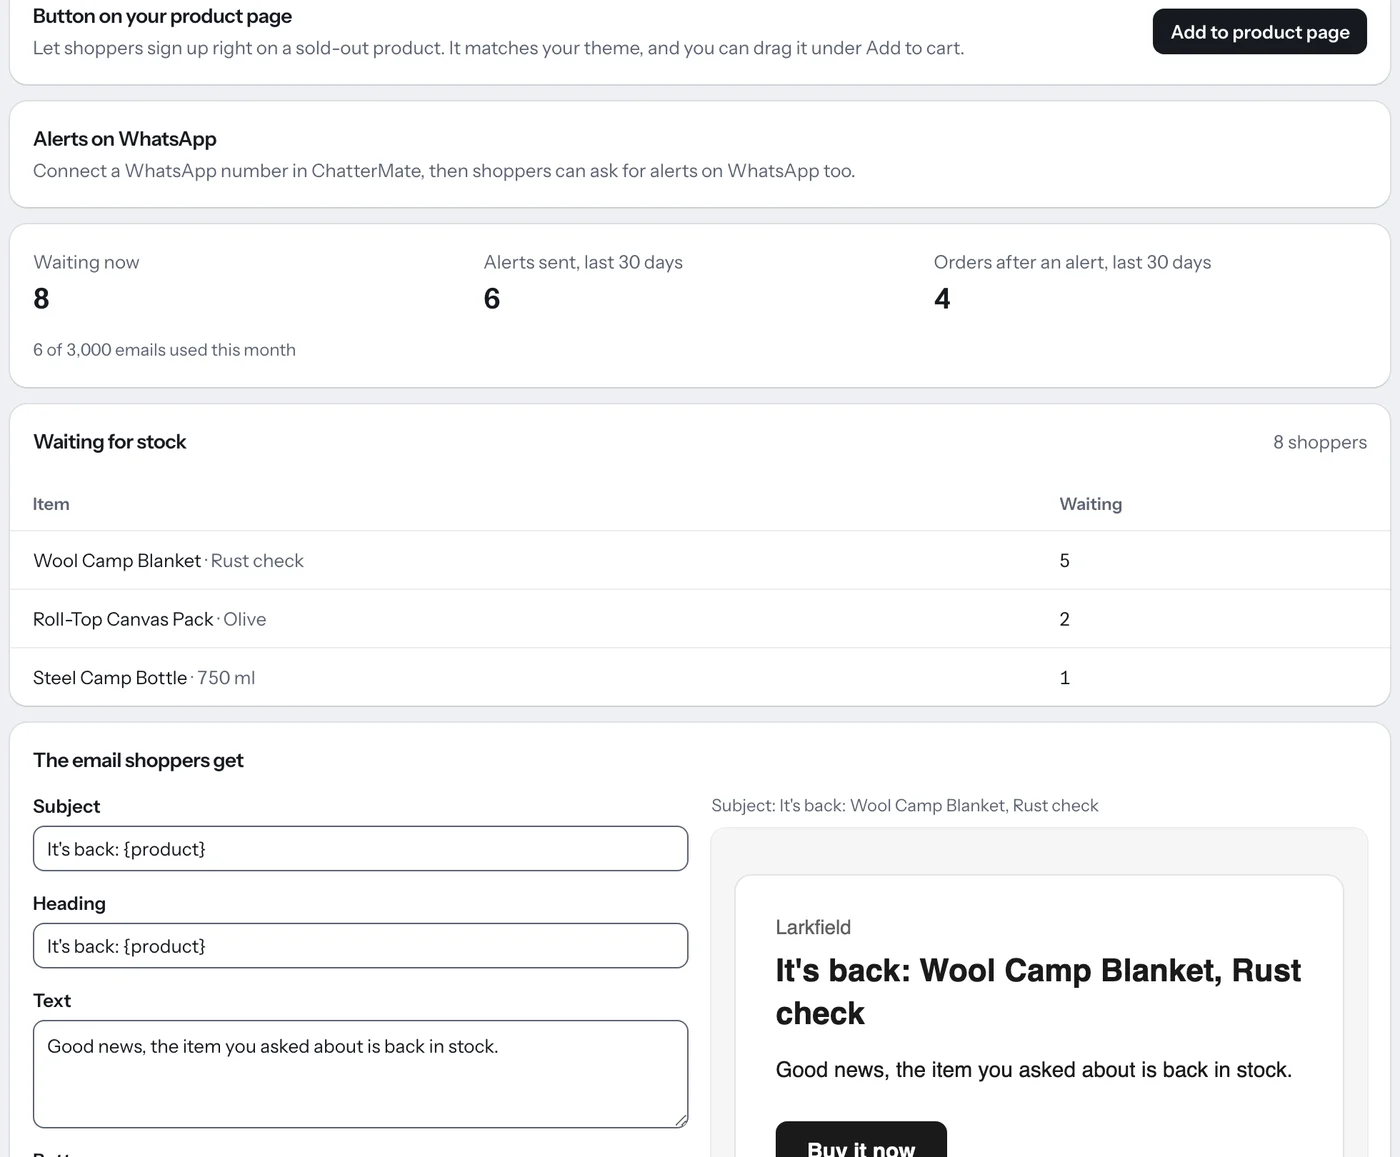 Button on your product page
Let shoppers sign up right on a sold-out product. It matches your theme, and you can drag it under Add to cart.
Add to product page
Alerts on WhatsApp
Connect a WhatsApp number in ChatterMate, then shoppers can ask for alerts on WhatsApp too.
Waiting now
8
Alerts sent, last 30 days
6
Orders after an alert, last 30 days
4
6 of 3,000 emails used this month
Waiting for stock
8 shoppers
Item Waiting
Wool Camp Blanket · Rust check 5
Roll-Top Canvas Pack · Olive 2
Steel Camp Bottle · 750 ml 1
The email shoppers get
Subject
It's back: {product}
Heading
It's back: {product}
Text
Good news, the item you asked about is back in stock.
Subject: It's back: Wool Camp Blanket, Rust check
Larkfield
It's back: Wool Camp Blanket, Rust
check
Good news, the item you asked about is back in stock.
Buy it now